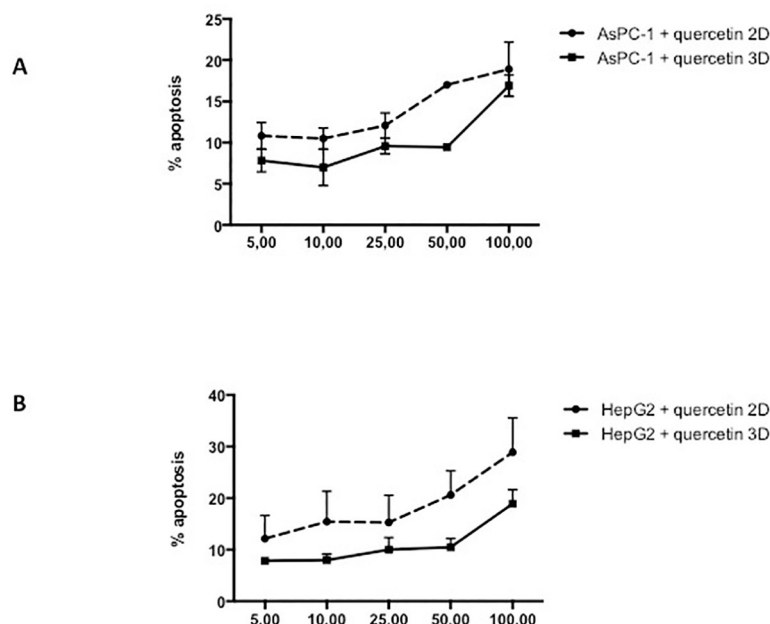 A
% apoptosis
25
20
15
10
5
0
5,00 10,00 25,00 50,00 100,00
AsPC-1 + quercetin 2D
AsPC-1 + quercetin 3D
B
% apoptosis
40
30
20
10
0
5,00 10,00 25,00 50,00 100,00
HepG2 + quercetin 2D
HepG2 + quercetin 3D